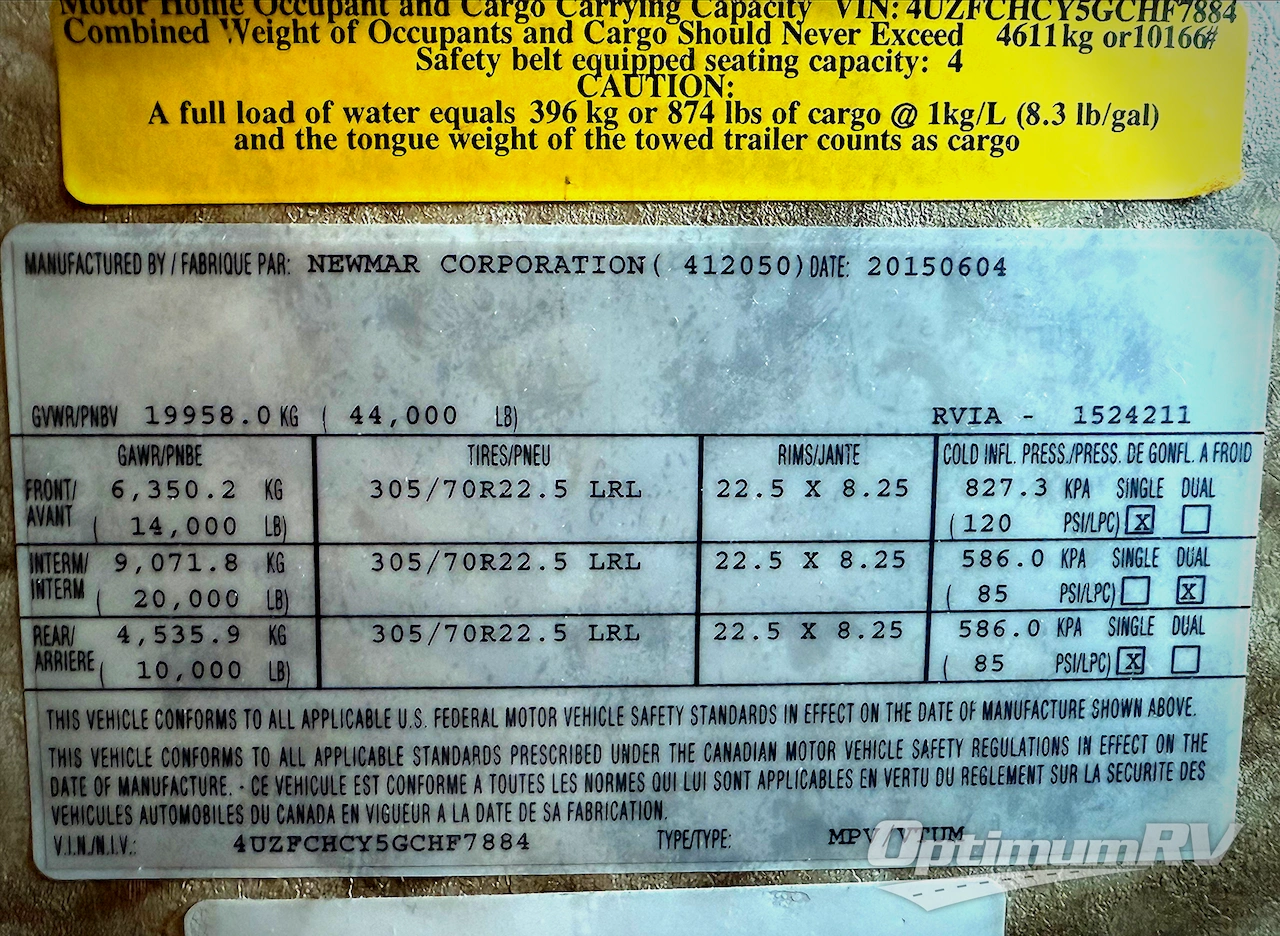 Motor Home Occupant and Cargo Carrying Capacity VIN: 4UZFCHCY5GCHF7884
Combined Weight of Occupants and Cargo Should Never Exceed 4611kg or10166#
Safety belt equipped seating capacity: 4
CAUTION:
A full load of water equals 396 kg or 874 lbs of cargo @ 1kg/L (8.3 lb/gal)
and the tongue weight of the towed trailer counts as cargo
MANUFACTURED BY / FABRIQUE PAR: NEWMAR CORPORATION( 412050) DATE: 20150604
GVWR/PNBV 19958.0 KG ( 44,000 LB) RVIA - 1524211
GAWR/PNBE TIRES/PNEU RIMS/JANTE COLD INFL. PRESS./PRESS. DE GONFL. A FROID
FRONT/ 6,350.2 KG 305/70R22.5 LRL 22.5 X 8.25 827.3 KPA SINGLE DUAL
AVANT ( 14,000 LB) (120 PSI/LPC) X
INTERM/ 9,071.8 KG 305/70R22.5 LRL 22.5 X 8.25 586.0 KPA SINGLE DUAL
INTERM ( 20,000 LB) ( 85 PSI/LPC) X
REAR/ 4,535.9 KG 305/70R22.5 LRL 22.5 X 8.25 586.0 KPA SINGLE DUAL
ARRIERE ( 10,000 LB) ( 85 PSI/LPC) X
THIS VEHICLE CONFORMS TO ALL APPLICABLE U.S. FEDERAL MOTOR VEHICLE SAFETY STANDARDS IN EFFECT ON THE DATE OF MANUFACTURE SHOWN ABOVE.
THIS VEHICLE CONFORMS TO ALL APPLICABLE STANDARDS PRESCRIBED UNDER THE CANADIAN MOTOR VEHICLE SAFETY REGULATIONS IN EFFECT ON THE
DATE OF MANUFACTURE. - CE VEHICULE EST CONFORME A TOUTES LES NORMES QUI LUI SONT APPLICABLES EN VERTU DU REGLEMENT SUR LA SECURITE DES
VEHICULES AUTOMOBILES DU CANADA EN VIGUEUR A LA DATE DE SA FABRICATION.
V.I.N./N.I.V.: 4UZFCHCY5GCHF7884 TYPE/TYPE: MPV VTUM
OptimumRV